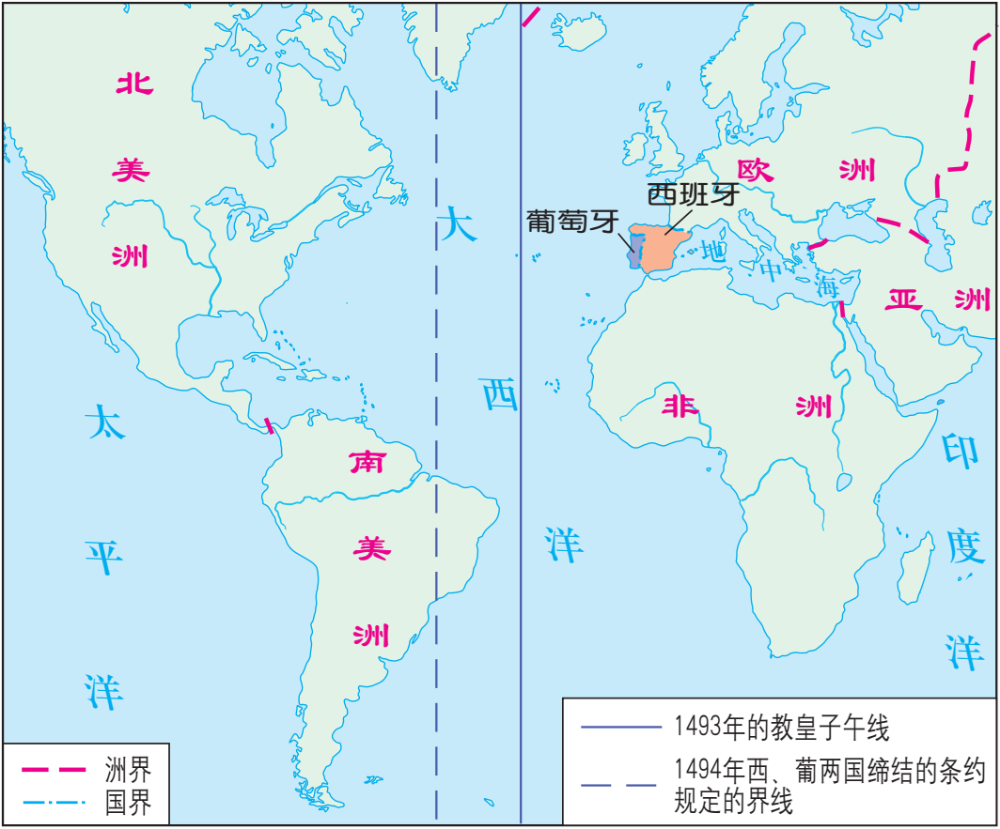 北美洲
大西洋
葡萄牙
西班牙
欧洲
地中海
亚洲
非洲
太平洋
南美洲
印度洋
洲界
国界
1493年的教皇子午线
1494年西、葡两国缔结的条约
规定的界线